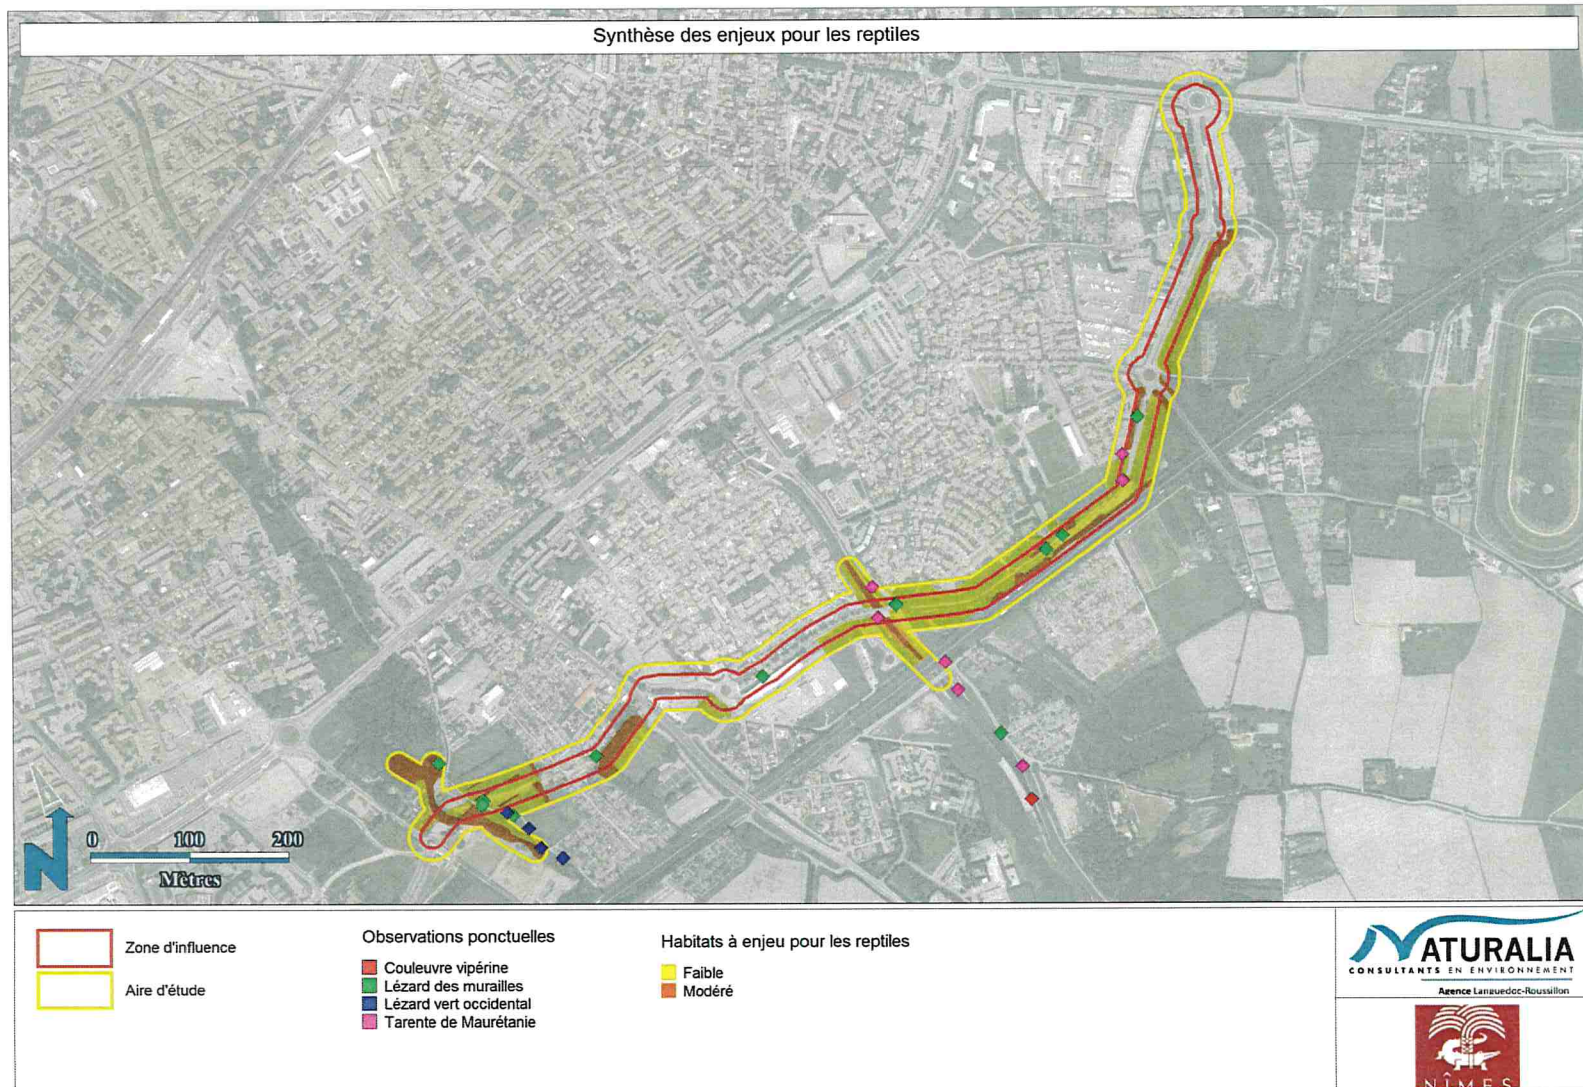 Synthèse des enjeux pour les reptiles
0 100 200
Mètres
N
Zone d'influence
Aire d'étude
Observations ponctuelles
Couleuvre vipérine
Lézard des murailles
Lézard vert occidental
Tarente de Maurétanie
Habitats à enjeu pour les reptiles
Faible
Modéré
NATURALIA
CONSULTANTS EN ENVIRONNEMENT
Agence Languedoc-Roussillon
NÎMES